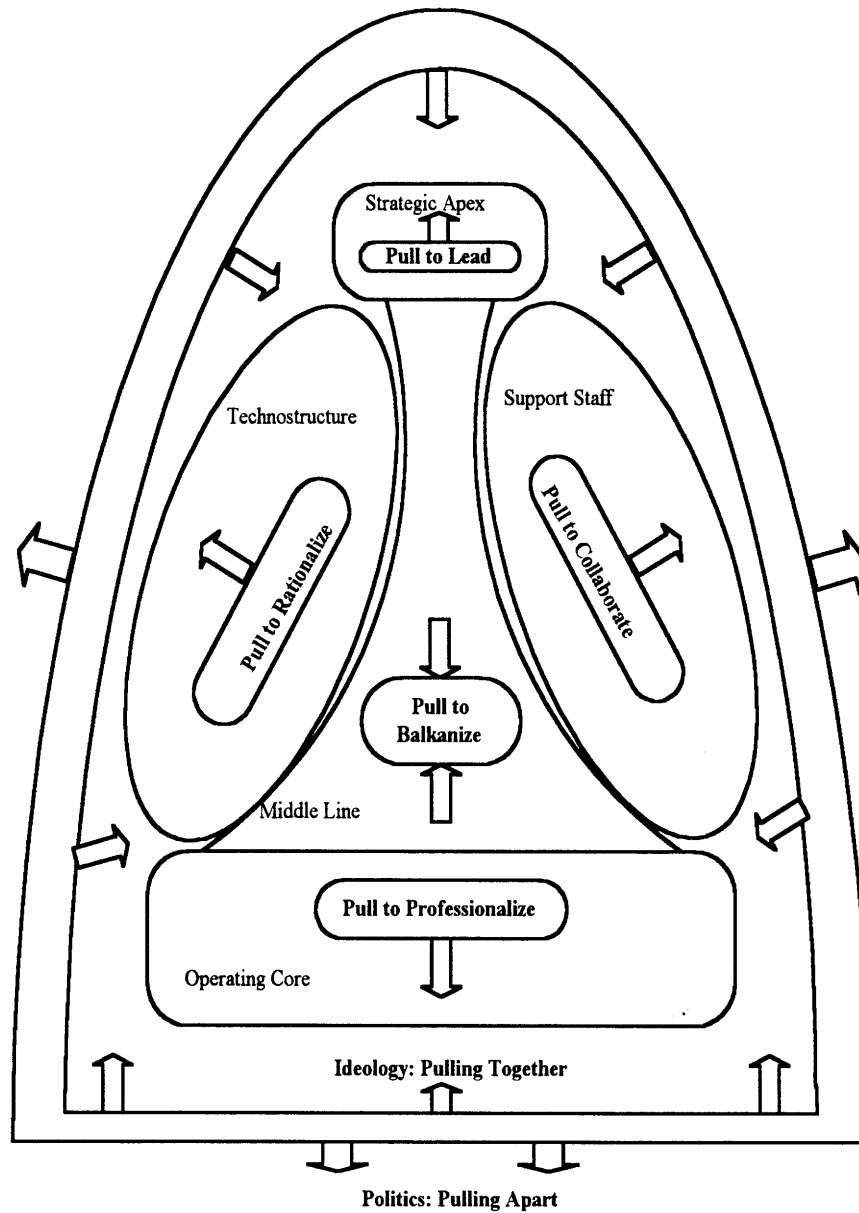 Strategic Apex
Pull to Lead
Technostructure
Support Staff
Pull to Rationalize
Pull to Collaborate
Pull to
Balkanize
Middle Line
Pull to Professionalize
Operating Core
Ideology: Pulling Together
Politics: Pulling Apart